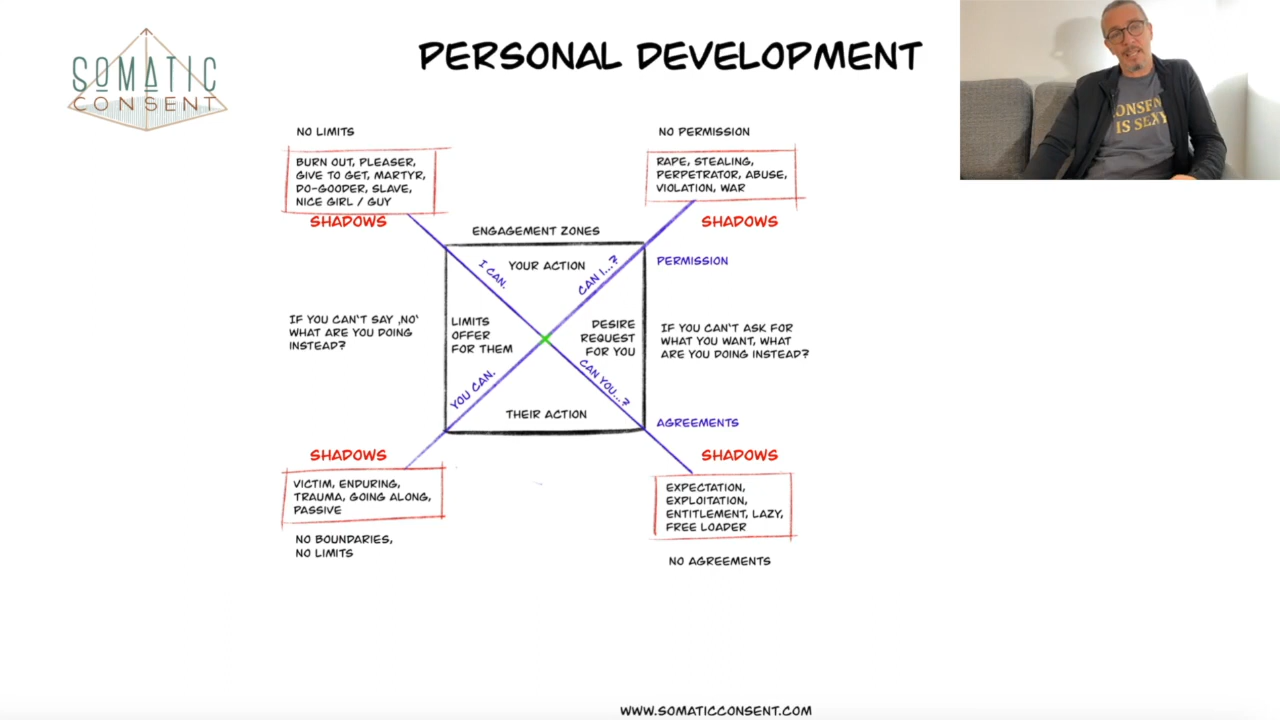 SOMATIC
CONSENT
PERSONAL DEVELOPMENT
CONSENT
IS SEXY
NO LIMITS
BURN OUT, PLEASER,
GIVE TO GET, MARTYR,
DO-GOODER, SLAVE,
NICE GIRL / GUY
SHADOWS
NO PERMISSION
RAPE, STEALING,
PERPETRATOR, ABUSE,
VIOLATION, WAR
SHADOWS
ENGAGEMENT ZONES
YOUR ACTION
I CAN.
CAN I...?
PERMISSION
IF YOU CAN'T SAY ‚NO'
WHAT ARE YOU DOING
INSTEAD?
LIMITS
OFFER
FOR THEM
DESIRE
REQUEST
FOR YOU
IF YOU CAN'T ASK FOR
WHAT YOU WANT, WHAT
ARE YOU DOING INSTEAD?
YOU CAN.
CAN YOU...?
THEIR ACTION
AGREEMENTS
SHADOWS
VICTIM, ENDURING,
TRAUMA, GOING ALONG,
PASSIVE
NO BOUNDARIES,
NO LIMITS
SHADOWS
EXPECTATION,
EXPLOITATION,
ENTITLEMENT, LAZY,
FREE LOADER
NO AGREEMENTS
WWW.SOMATICCONSENT.COM